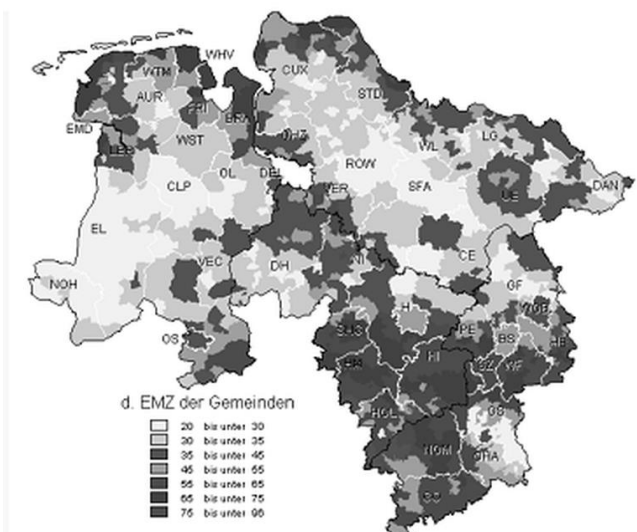 WHV
WTM
CUX
AUR
STD
FRI
BRA
EMD
OHZ
LER
WST
WL
LG
ROW
OL
DEL
CLP
VER
SFA
UE
DAN
EL
VEC
DH
NI
CE
NOH
GF
H
WOB
SHG
PE
BS
HE
OS
HM
HI
SZ
WF
d. EMZ der Gemeinden
HOL
GS
20 bis unter 30
30 bis unter 35
NOM
OHA
35 bis unter 45
45 bis unter 55
55 bis unter 65
65 bis unter 75
GÖ
75 bis unter 96